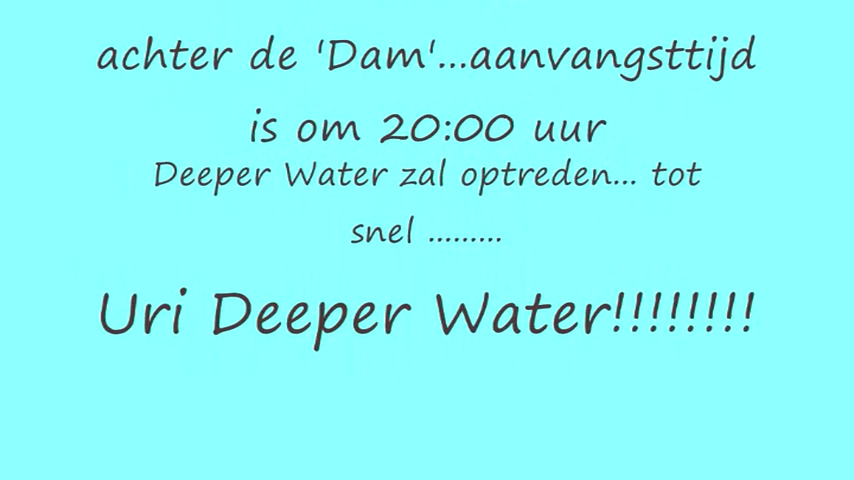 achter de 'Dam'...aanvangsttijd
is om 20:00 uur
Deeper Water zal optreden... tot
snel .........
Uri Deeper Water!!!!!!!!